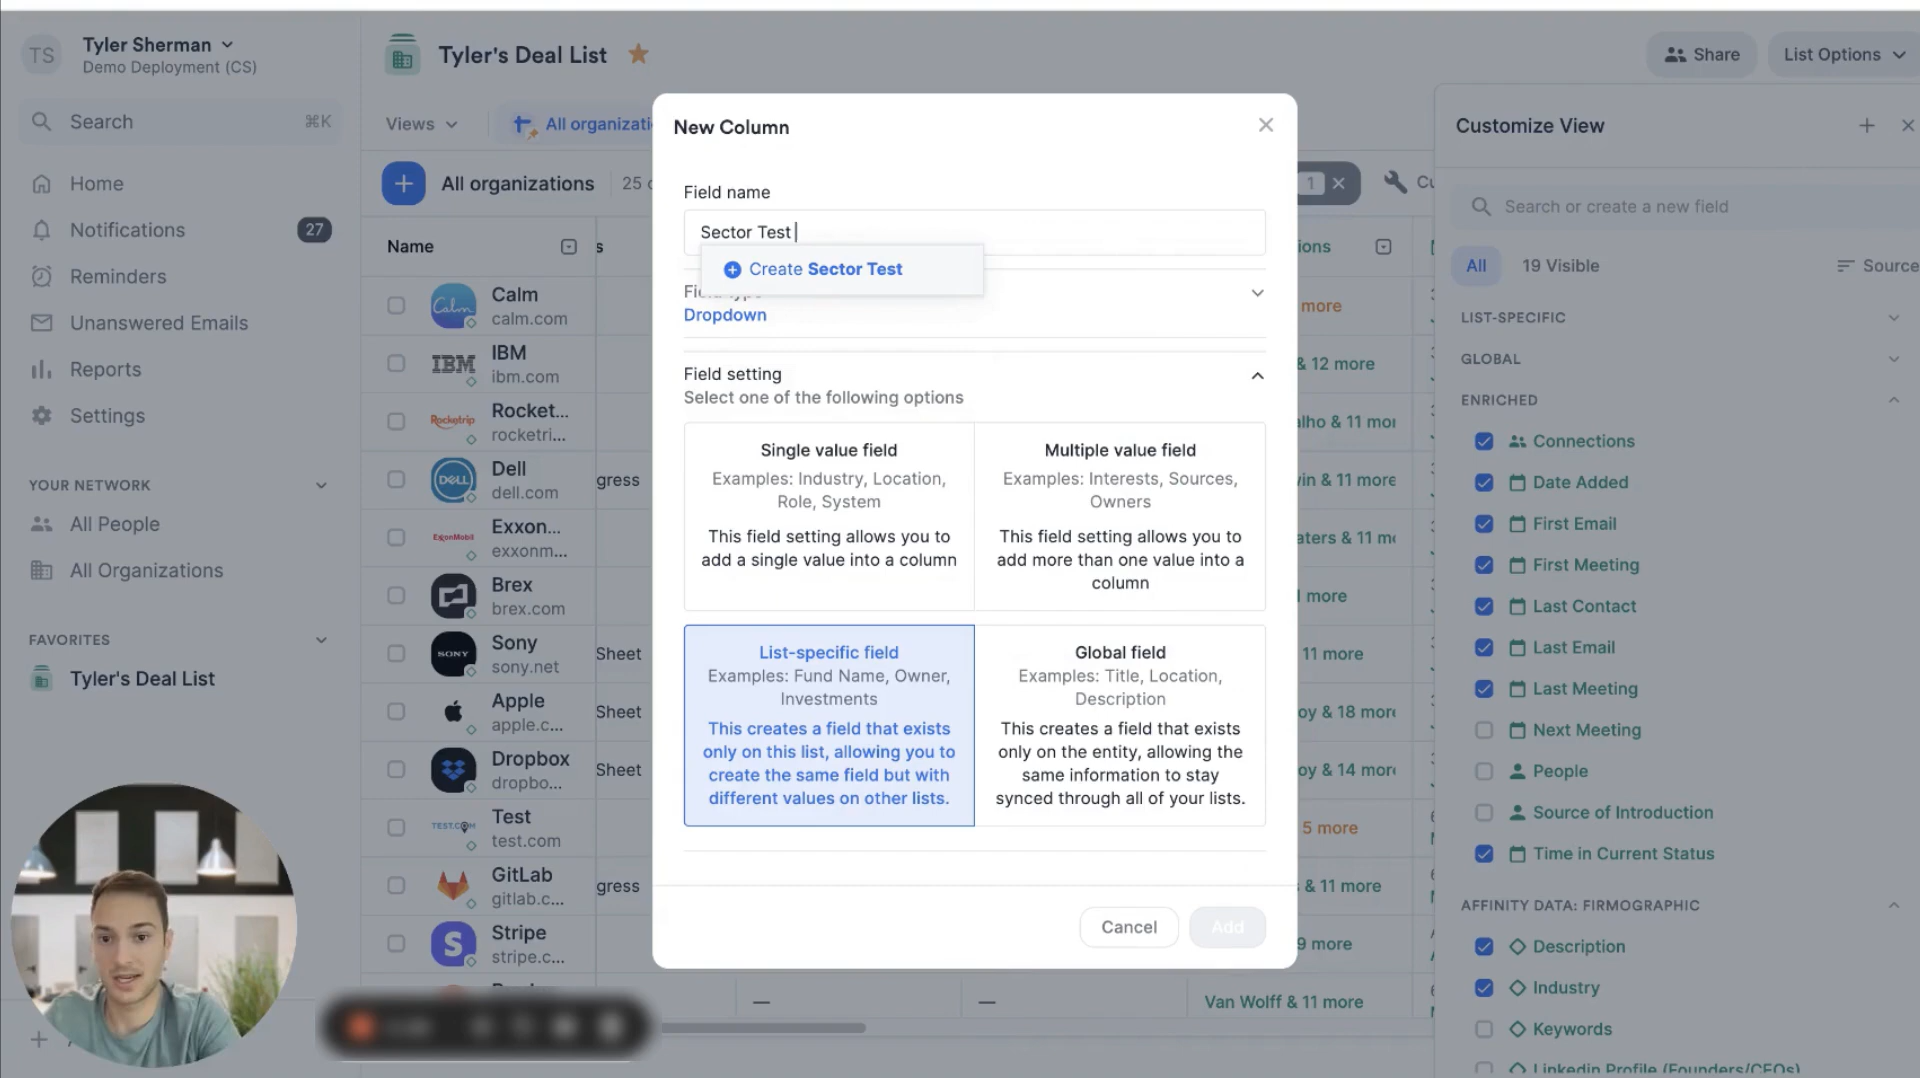 TS
Tyler Sherman
Demo Deployment (CS)
Search
⌘K
Home
Notifications
27
Reminders
Unanswered Emails
Reports
Settings
YOUR NETWORK
All People
All Organizations
FAVORITES
Tyler's Deal List
Tyler's Deal List
Share
List Options
Views
All organizati
All organizations
25
1
Name
s
ions
Calm
calm.com
more
IBM
ibm.com
& 12 more
Rocketrip
Rocket...
rocketri...
alho & 11 mor
DELL
Dell
dell.com
gress
vin & 11 more
ExxonMobil
Exxon...
exxonm...
aters & 11 mo
Brex
brex.com
more
SONY
Sony
sony.net
Sheet
11 more
Apple
apple.c...
Sheet
oy & 18 more
Dropbox
dropbo...
Sheet
oy & 14 more
TEST.COM
Test
test.com
5 more
GitLab
gitlab.c...
gress
& 11 more
S
Stripe
stripe.c...
9 more
—
—
Van Wolff & 11 more
New Column
Field name
Sector Test
Create Sector Test
Dropdown
Field setting
Select one of the following options
Single value field
Examples: Industry, Location,
Role, System
This field setting allows you to
add a single value into a column
Multiple value field
Examples: Interests, Sources,
Owners
This field setting allows you to
add more than one value into a
column
List-specific field
Examples: Fund Name, Owner,
Investments
This creates a field that exists
only on this list, allowing you to
create the same field but with
different values on other lists.
Global field
Examples: Title, Location,
Description
This creates a field that exists
only on the entity, allowing the
same information to stay
synced through all of your lists.
Cancel
Add
Customize View
Search or create a new field
All
19 Visible
Source
LIST-SPECIFIC
GLOBAL
ENRICHED
Connections
Date Added
First Email
First Meeting
Last Contact
Last Email
Last Meeting
Next Meeting
People
Source of Introduction
Time in Current Status
AFFINITY DATA: FIRMOGRAPHIC
Description
Industry
Keywords
Linkedin Profile (Founders/CEOs)